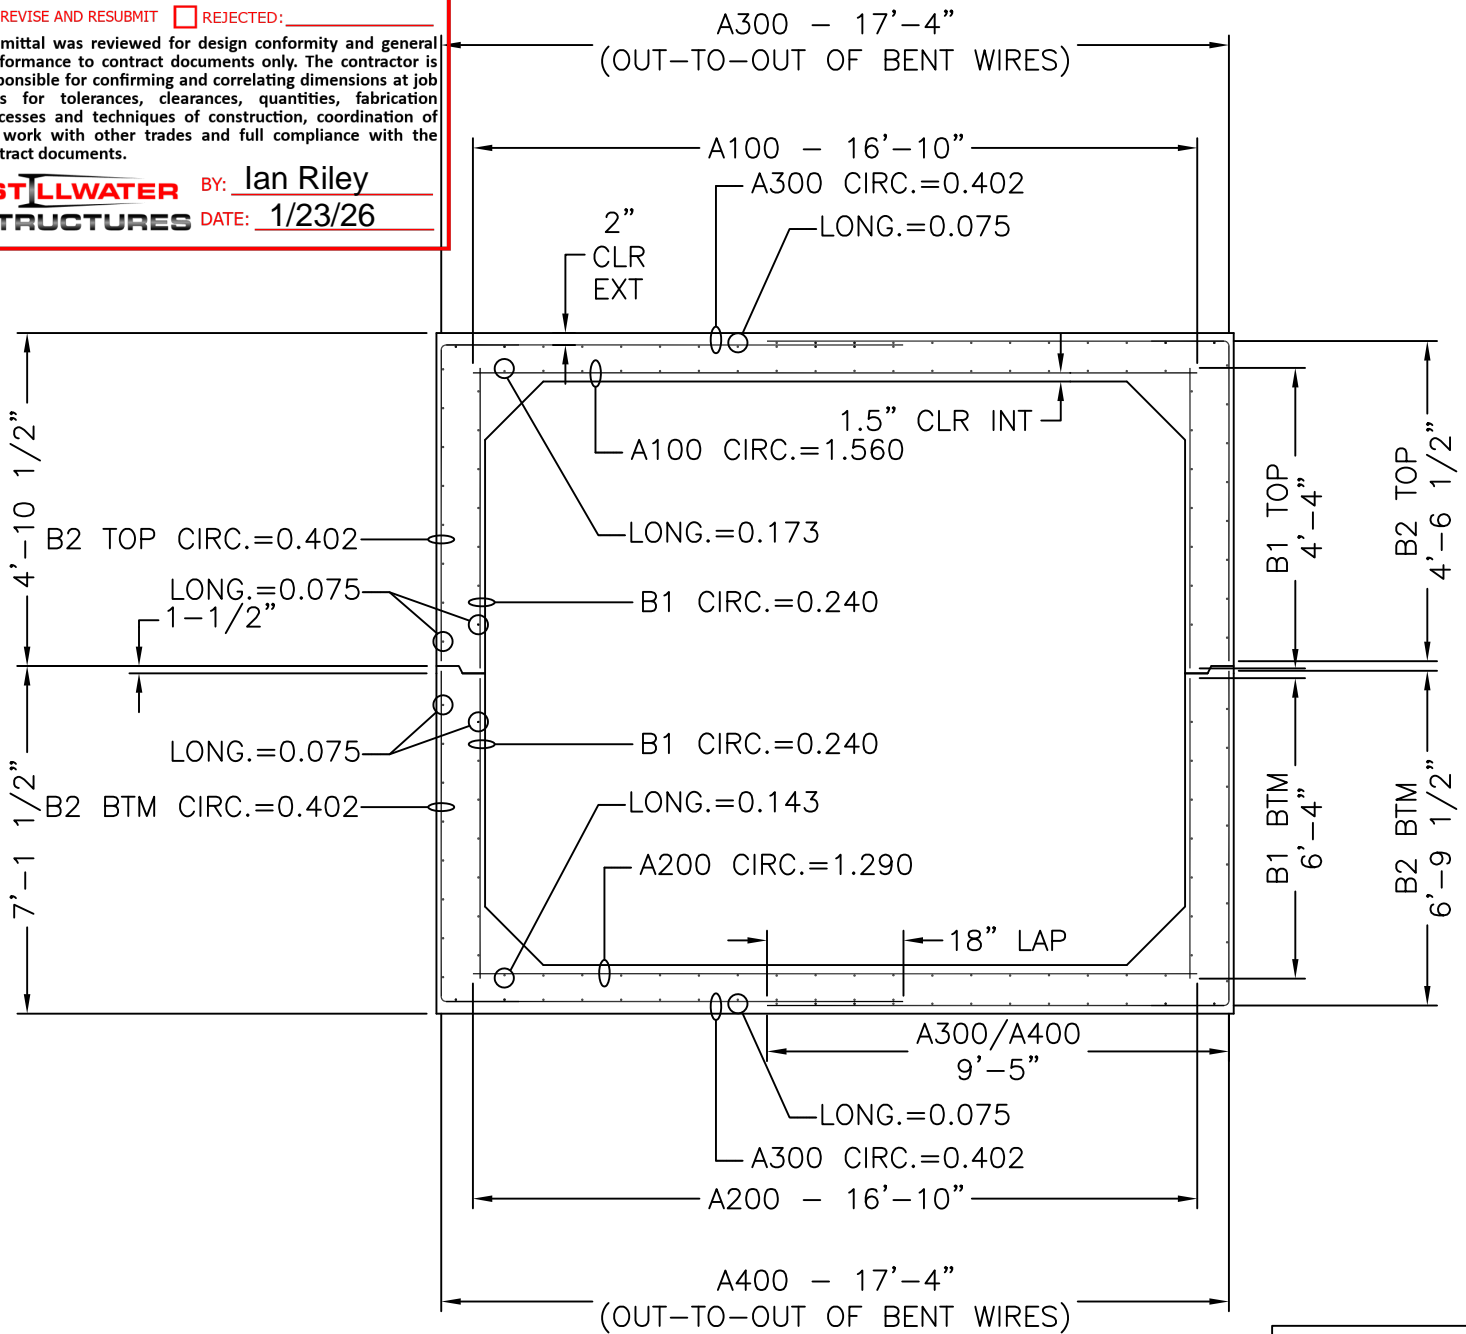 REVISE AND RESUBMIT REJECTED:
mittal was reviewed for design conformity and general
formance to contract documents only. The contractor is
ponsible for confirming and correlating dimensions at job
s for tolerances, clearances, quantities, fabrication
cesses and techniques of construction, coordination of
work with other trades and full compliance with the
tract documents.
STILLWATER
TRUCTURES
BY: Ian Riley
DATE: 1/23/26
A300 – 17'–4"
(OUT–TO–OUT OF BENT WIRES)
A100 – 16'–10"
A300 CIRC.=0.402
LONG.=0.075
2"
CLR
EXT
1.5" CLR INT
A100 CIRC.=1.560
LONG.=0.173
4'–10 1/2"
B2 TOP CIRC.=0.402
LONG.=0.075
1–1/2"
B1 CIRC.=0.240
B1 TOP
4'–4"
B2 TOP
4'–6 1/2"
LONG.=0.075
B1 CIRC.=0.240
7'–1 1/2"
B2 BTM CIRC.=0.402
LONG.=0.143
A200 CIRC.=1.290
B1 BTM
6'–4"
B2 BTM
6'–9 1/2"
18" LAP
A300/A400
9'–5"
LONG.=0.075
A300 CIRC.=0.402
A200 – 16'–10"
A400 – 17'–4"
(OUT–TO–OUT OF BENT WIRES)